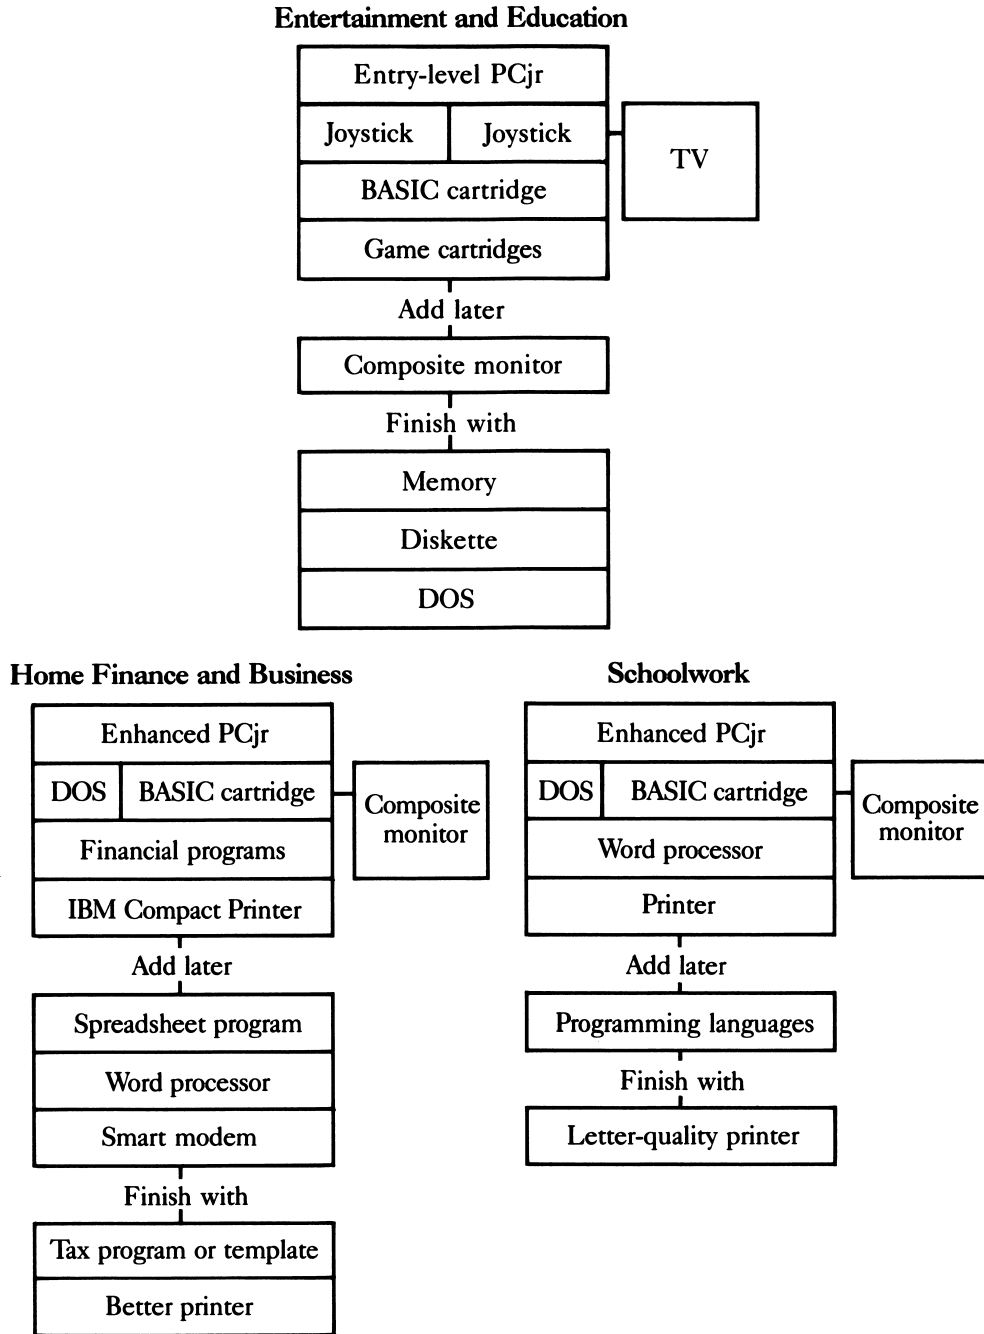 Entertainment and Education
Entry-level PCjr
Joystick
Joystick
TV
BASIC cartridge
Game cartridges
Add later
Composite monitor
Finish with
Memory
Diskette
DOS
Home Finance and Business
Enhanced PCjr
DOS
BASIC cartridge
Composite
monitor
Financial programs
IBM Compact Printer
Add later
Spreadsheet program
Word processor
Smart modem
Finish with
Tax program or template
Better printer
Schoolwork
Enhanced PCjr
DOS
BASIC cartridge
Composite
monitor
Word processor
Printer
Add later
Programming languages
Finish with
Letter-quality printer